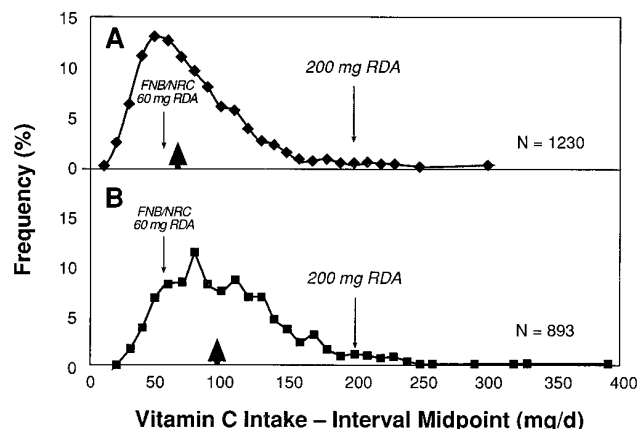 15
A
FNB/NRC
60 mg RDA
200 mg RDA
10
5
N = 1230
0
B
FNB/NRC
60 mg RDA
15
200 mg RDA
10
5
N = 893
0
0 50 100 150 200 250 300 350 400
Frequency (%)
Vitamin C Intake – Interval Midpoint (mg/d)